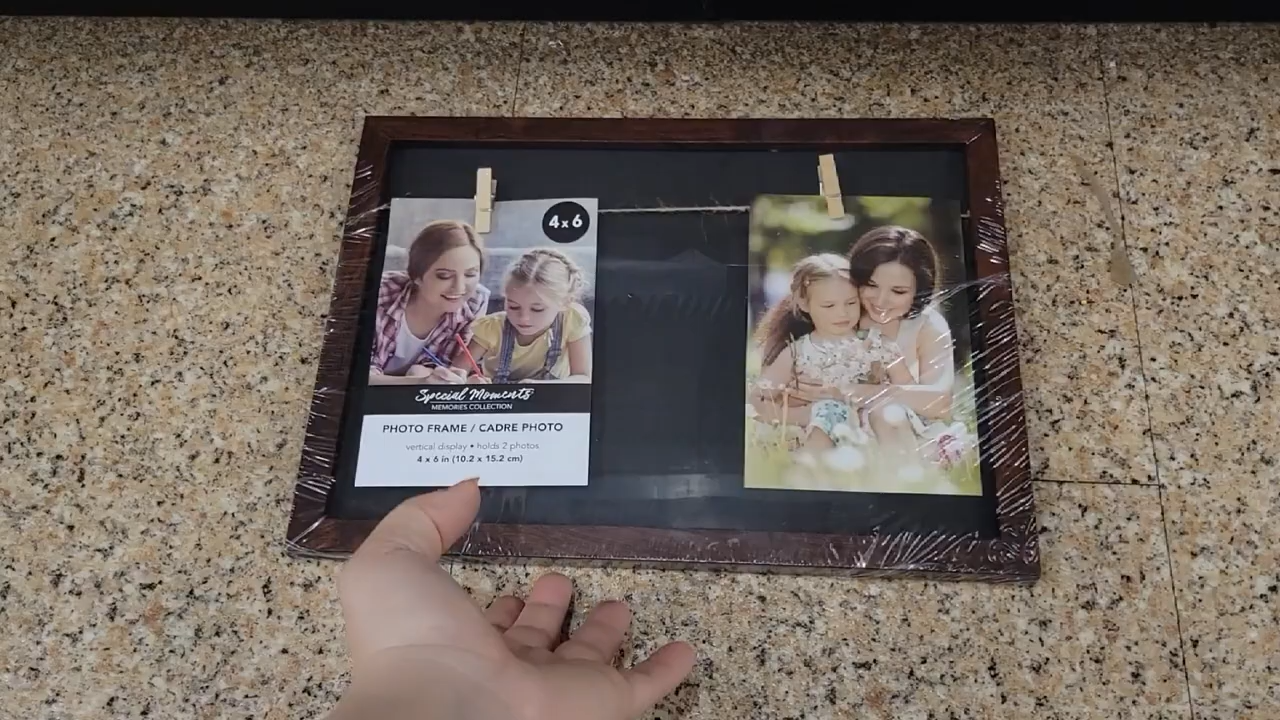 4x6
Special Moments
MEMORIES COLLECTION
PHOTO FRAME / CADRE PHOTO
vertical display • holds 2 photos
4 x 6 in (10.2 x 15.2 cm)